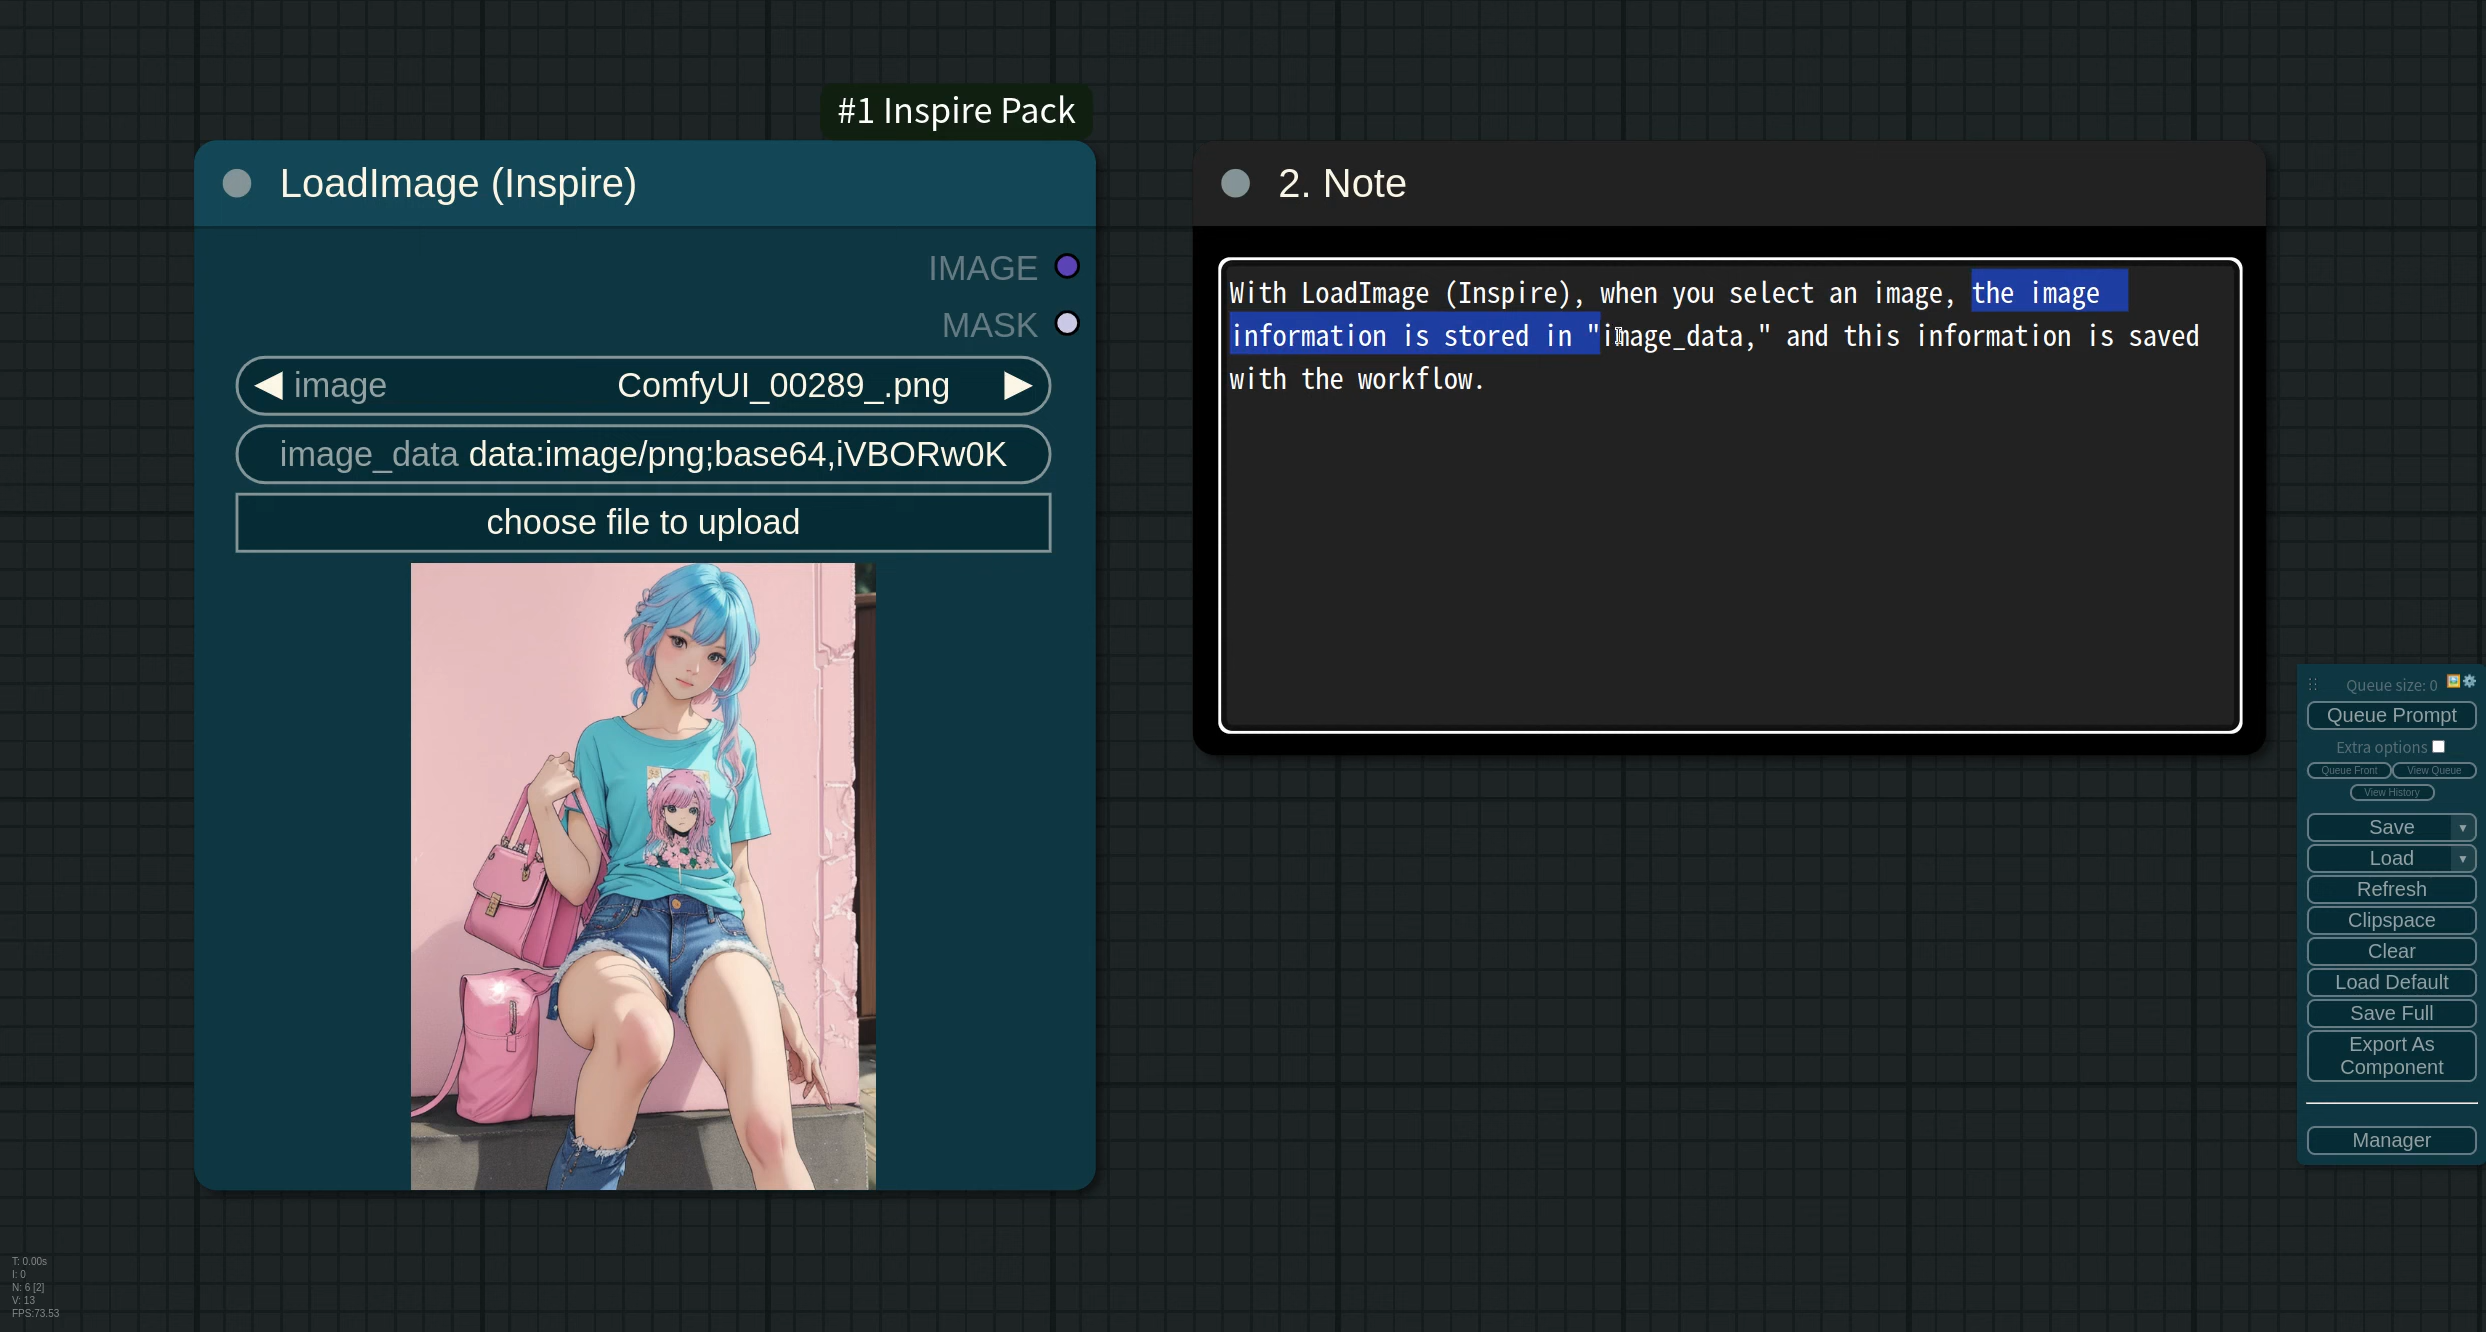 #1 Inspire Pack
LoadImage (Inspire)
IMAGE
MASK
image ComfyUI_00289_.png
image_data data:image/png;base64,iVBORw0K
choose file to upload
2. Note
With LoadImage (Inspire), when you select an image, the image
information is stored in "image_data," and this information is saved
with the workflow.
Queue size: 0
Queue Prompt
Extra options
Queue Front View Queue
View History
Save
Load
Refresh
Clipspace
Clear
Load Default
Save Full
Export As
Component
Manager
T: 0.00s
I: 0
N: 6 [2]
V: 13
FPS:73.53